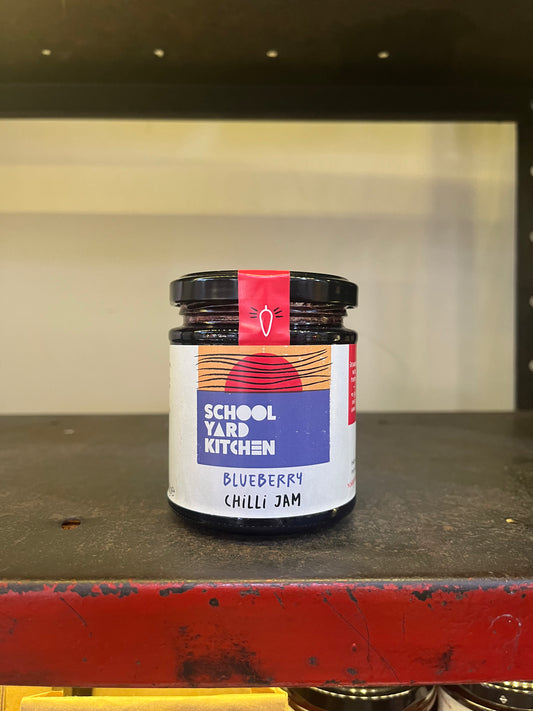 SCHOOL
YARD
KITCHEN
BLUEBERRY
CHILLI JAM